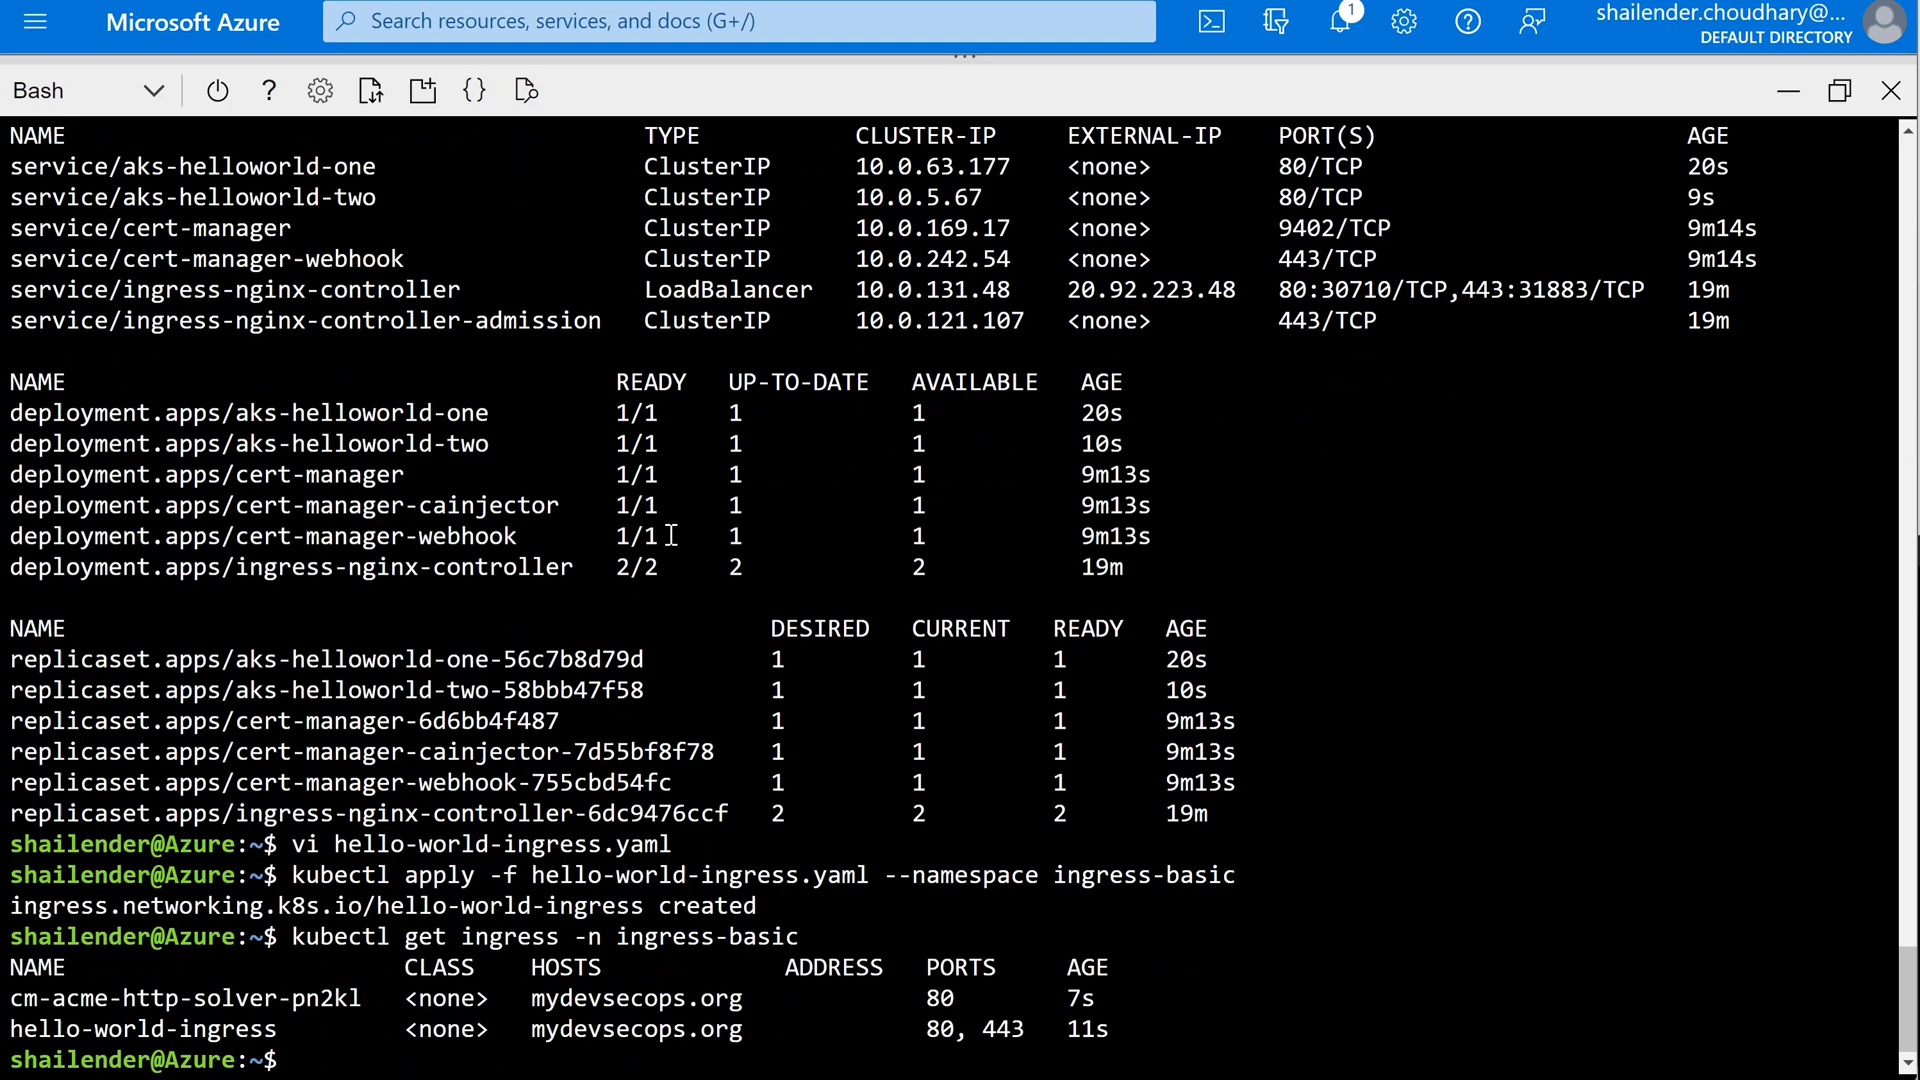 Microsoft Azure
Search resources, services, and docs (G+/)
1
shailender.choudhary@...
DEFAULT DIRECTORY
Bash
NAME TYPE CLUSTER-IP EXTERNAL-IP PORT(S) AGE
service/aks-helloworld-one ClusterIP 10.0.63.177 <none> 80/TCP 20s
service/aks-helloworld-two ClusterIP 10.0.5.67 <none> 80/TCP 9s
service/cert-manager ClusterIP 10.0.169.17 <none> 9402/TCP 9m14s
service/cert-manager-webhook ClusterIP 10.0.242.54 <none> 443/TCP 9m14s
service/ingress-nginx-controller LoadBalancer 10.0.131.48 20.92.223.48 80:30710/TCP,443:31883/TCP 19m
service/ingress-nginx-controller-admission ClusterIP 10.0.121.107 <none> 443/TCP 19m
NAME READY UP-TO-DATE AVAILABLE AGE
deployment.apps/aks-helloworld-one 1/1 1 1 20s
deployment.apps/aks-helloworld-two 1/1 1 1 10s
deployment.apps/cert-manager 1/1 1 1 9m13s
deployment.apps/cert-manager-cainjector 1/1 1 1 9m13s
deployment.apps/cert-manager-webhook 1/1 1 1 9m13s
deployment.apps/ingress-nginx-controller 2/2 2 2 19m
NAME DESIRED CURRENT READY AGE
replicaset.apps/aks-helloworld-one-56c7b8d79d 1 1 1 20s
replicaset.apps/aks-helloworld-two-58bbb47f58 1 1 1 10s
replicaset.apps/cert-manager-6d6bb4f487 1 1 1 9m13s
replicaset.apps/cert-manager-cainjector-7d55bf8f78 1 1 1 9m13s
replicaset.apps/cert-manager-webhook-755cbd54fc 1 1 1 9m13s
replicaset.apps/ingress-nginx-controller-6dc9476ccf 2 2 2 19m
shailender@Azure:~$ vi hello-world-ingress.yaml
shailender@Azure:~$ kubectl apply -f hello-world-ingress.yaml --namespace ingress-basic
ingress.networking.k8s.io/hello-world-ingress created
shailender@Azure:~$ kubectl get ingress -n ingress-basic
NAME CLASS HOSTS ADDRESS PORTS AGE
cm-acme-http-solver-pn2kl <none> mydevsecops.org 80 7s
hello-world-ingress <none> mydevsecops.org 80, 443 11s
shailender@Azure:~$